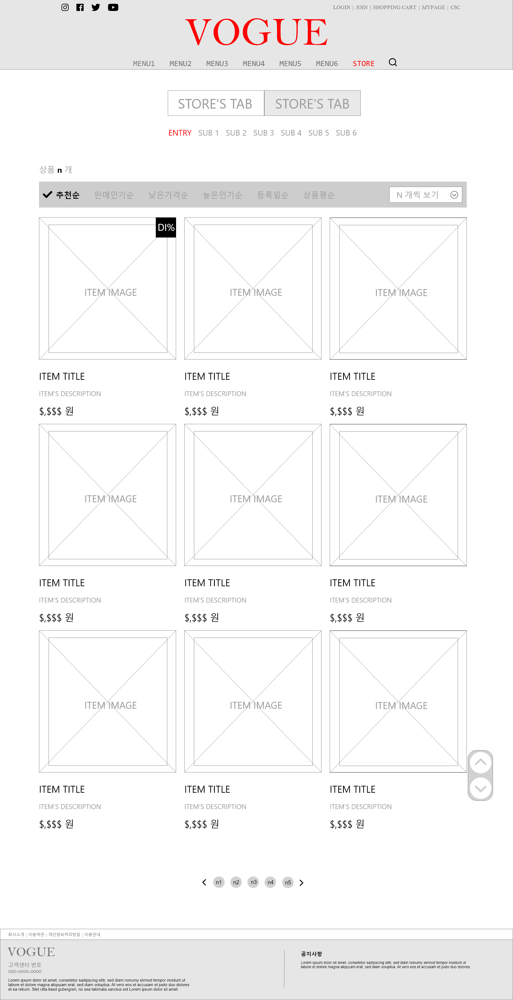 LOGIN | JOIN | SHOPPING CART | MYPAGE | CSC
VOGUE
MENU1 MENU2 MENU3 MENU4 MENU5 MENU6 STORE
STORE'S TAB STORE'S TAB
ENTRY SUB 1 SUB 2 SUB 3 SUB 4 SUB 5 SUB 6
상품 n 개
추천순 판매인기순 낮은가격순 높은인기순 등록일순 상품평순 N 개씩 보기
DI%
ITEM IMAGE ITEM IMAGE ITEM IMAGE
ITEM TITLE ITEM TITLE ITEM TITLE
ITEM'S DESCRIPTION ITEM'S DESCRIPTION ITEM'S DESCRIPTION
$,$$$ 원 $,$$$ 원 $,$$$ 원
ITEM IMAGE ITEM IMAGE ITEM IMAGE
ITEM TITLE ITEM TITLE ITEM TITLE
ITEM'S DESCRIPTION ITEM'S DESCRIPTION ITEM'S DESCRIPTION
$,$$$ 원 $,$$$ 원 $,$$$ 원
ITEM IMAGE ITEM IMAGE ITEM IMAGE
ITEM TITLE ITEM TITLE ITEM TITLE
ITEM'S DESCRIPTION ITEM'S DESCRIPTION ITEM'S DESCRIPTION
$,$$$ 원 $,$$$ 원 $,$$$ 원
n1 n2 n3 n4 n5
회사소개 | 이용약관 | 개인정보처리방침 | 이용안내
VOGUE
고객센터 번호
000-0000-0000
Lorem ipsum dolor sit amet, consetetur sadipscing elitr, sed diam nonumy eirmod tempor invidunt ut
labore et dolore magna aliquyam erat, sed diam voluptua. At vero eos et accusam et justo duo dolores
et ea rebum. Stet clita kasd gubergren, no sea takimata sanctus est Lorem ipsum dolor sit amet
공지사항
Lorem ipsum dolor sit amet, consetetur sadipscing elitr, sed diam nonumy eirmod tempor invidunt ut
labore et dolore magna aliquyam erat, sed diam voluptua. At vero eos et accusam et justo duo dolores